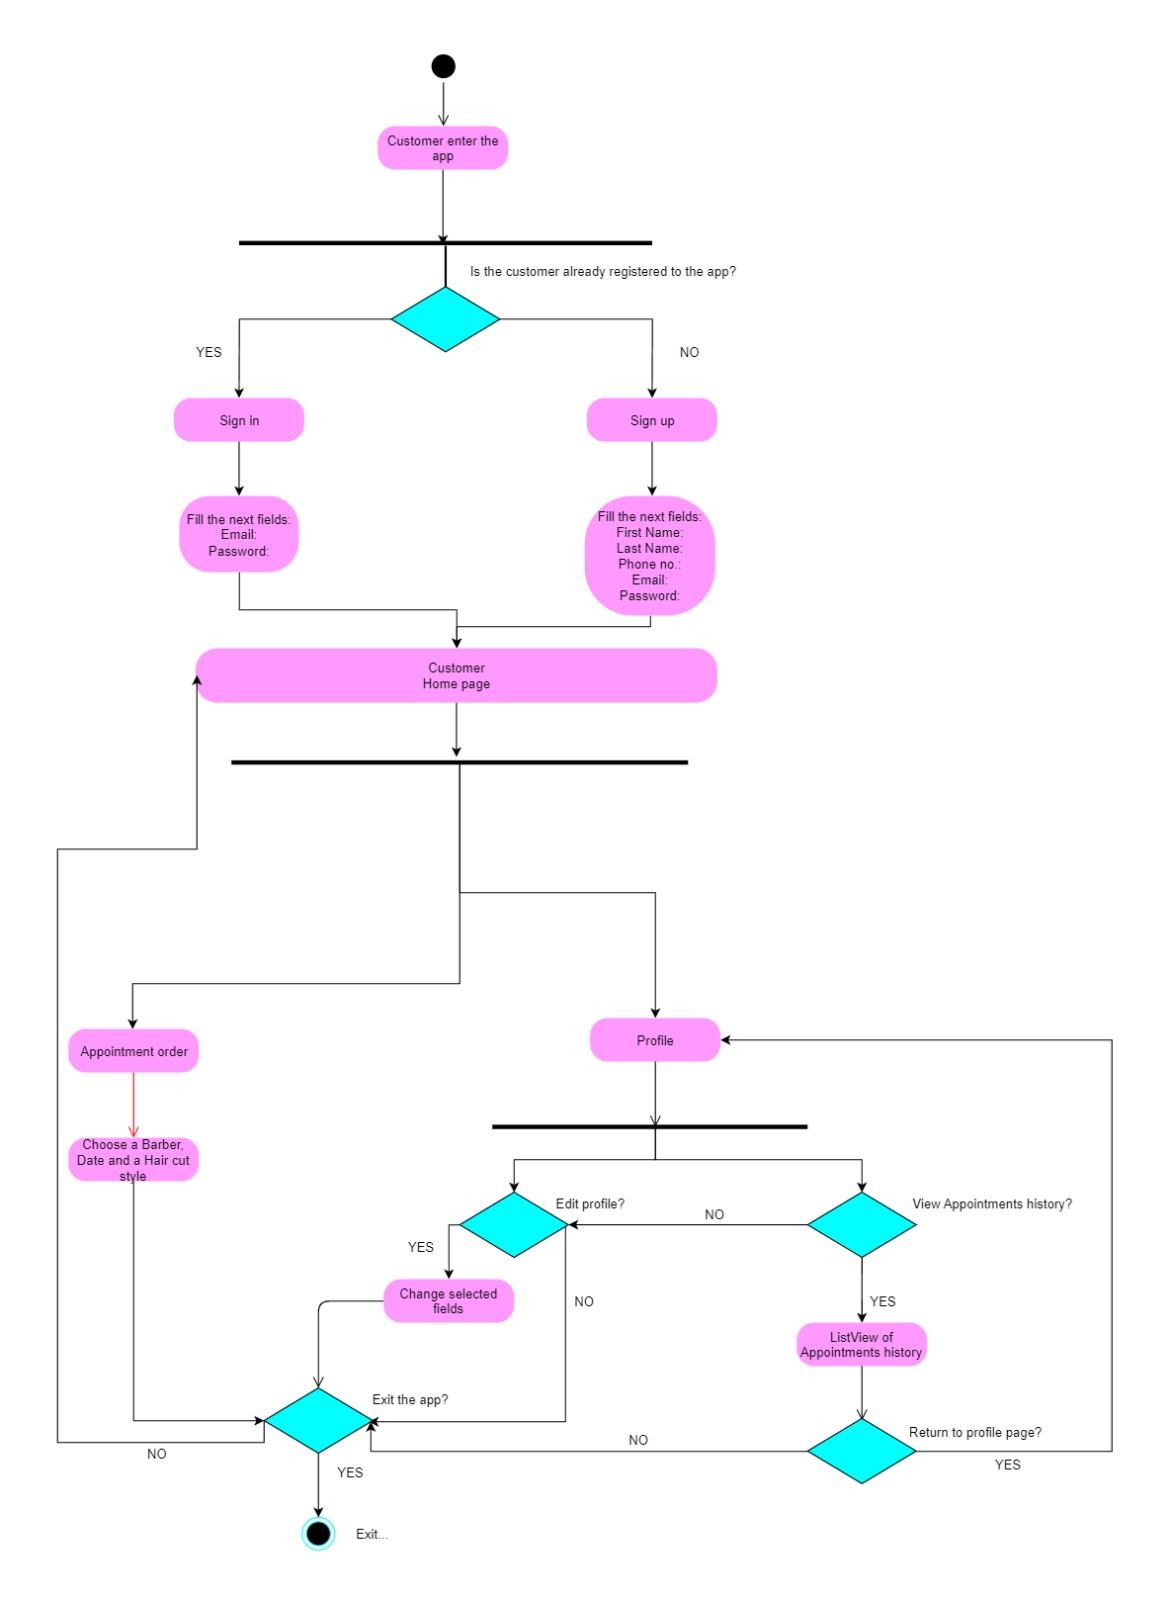 Customer enter the
app
Is the customer already registered to the app?
YES
NO
Sign in
Sign up
Fill the next fields:
Email:
Password:
Fill the next fields:
First Name:
Last Name:
Phone no.:
Email:
Password:
Customer
Home page
Appointment order
Profile
Choose a Barber,
Date and a Hair cut
style
Edit profile?
NO
View Appointments history?
YES
Change selected
fields
NO
YES
ListView of
Appointments history
Exit the app?
Return to profile page?
NO
NO
YES
YES
Exit...